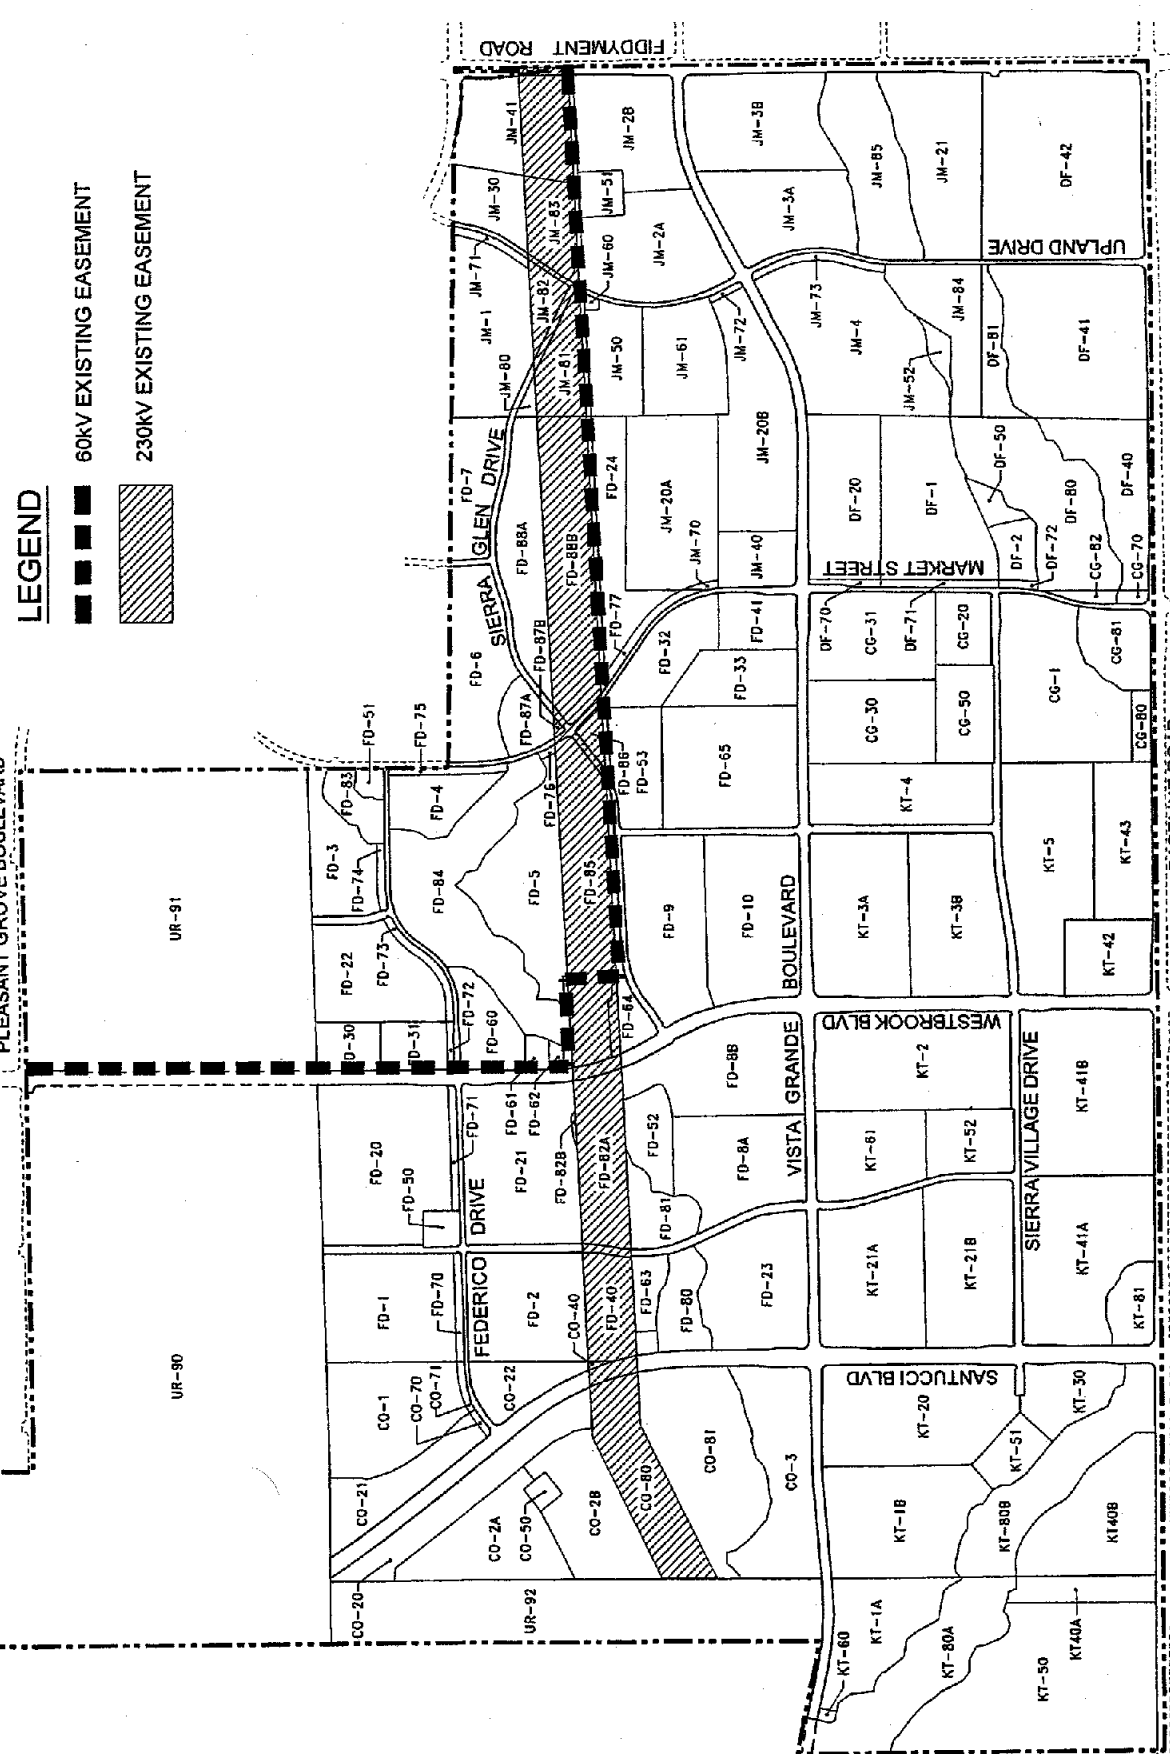 PLEASANT GROVE BOULEVARD
LEGEND
60KV EXISTING EASEMENT
230KV EXISTING EASEMENT
FIDDYMENT
ROAD
UR-90
UR-91
UR-92
CO-20
CO-21
CO-1
CO-70
CO-71
CO-22
CO-2A
CO-50
CO-2B
CO-40
CO-80
CO-81
CO-3
FD-1
FD-70
FEDERICO DRIVE
FD-2
FD-40
FD-63
FD-80
FD-23
FD-20
FD-50
FD-71
FD-21
FD-61
FD-62
FD-82B
FD-82A
FD-52
FD-81
FD-8A
FD-8B
FD-30
FD-31
FD-22
FD-73
FD-72
FD-60
FD-64
FD-3
FD-74
FD-83
FD-51
FD-75
FD-4
FD-84
FD-5
FD-76
FD-85
FD-9
FD-10
FD-6
FD-87A
FD-87B
SIERRA GLEN DRIVE
FD-7
FD-88A
FD-88B
FD-24
FD-86
FD-53
FD-65
FD-77
FD-32
FD-33
FD-41
JM-41
JM-30
JM-71
JM-1
JM-80
JM-81
JM-82
JM-83
JM-51
JM-60
JM-2B
JM-2A
JM-50
JM-61
JM-72
JM-20A
JM-20B
JM-70
JM-40
JM-3B
JM-3A
JM-73
JM-4
JM-85
JM-21
JM-84
JM-52
UPLAND DRIVE
DF-42
DF-41
DF-81
DF-20
DF-1
DF-50
DF-2
DF-80
DF-40
DF-72
MARKET STREET
DF-70
DF-71
CG-31
CG-20
CG-30
CG-50
CG-1
CG-82
CG-70
CG-81
CG-80
VISTA GRANDE BOULEVARD
WESTBROOK BLVD
SIERRA VILLAGE DRIVE
SANTUCCI BLVD
KT-4
KT-3A
KT-3B
KT-5
KT-43
KT-42
KT-2
KT-61
KT-52
KT-41B
KT-21A
KT-21B
KT-41A
KT-81
KT-20
KT-30
KT-51
KT-1B
KT-80B
KT40B
KT-60
KT-1A
KT-80A
KT40A
KT-50